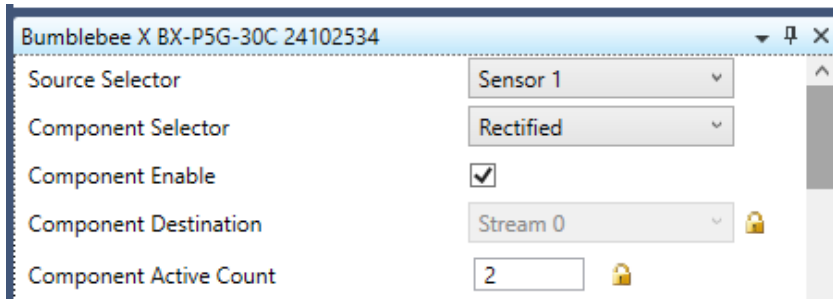 Bumblebee X BX-P5G-30C 24102534
Source Selector Sensor 1
Component Selector Rectified
Component Enable
Component Destination Stream 0
Component Active Count 2